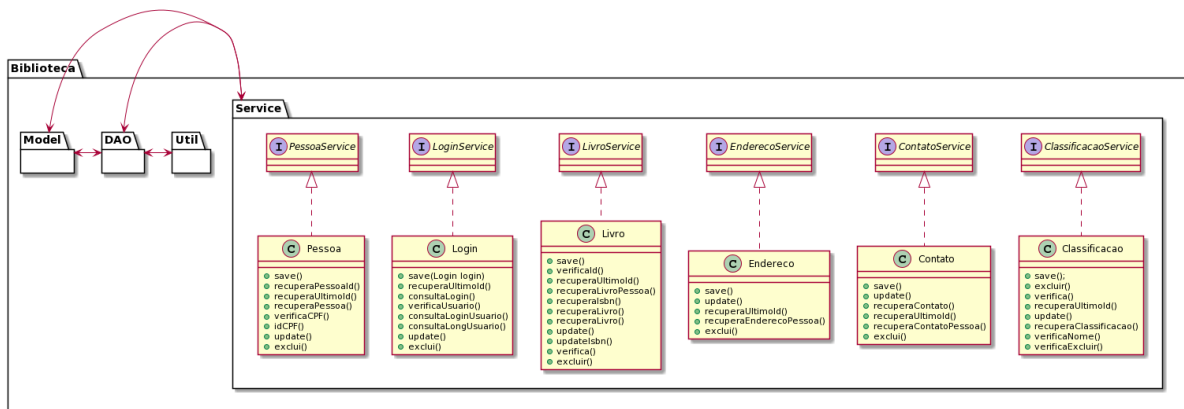 Biblioteca
Model
DAO
Util
Service
I PessoaService
I LoginService
I LivroService
I EnderecoService
I ContatoService
I ClassificacaoService
C Pessoa
save()
recuperaPessoaId()
recuperaUltimoId()
recuperaPessoa()
verificaCPF()
idCPF()
update()
exclui()
C Login
save(Login login)
recuperaUltimoId()
consultaLogin()
verificaUsuario()
consultaLoginUsuario()
consultaLongUsuario()
update()
exclui()
C Livro
save()
verificaId()
recuperaUltimoId()
recuperaLivroPessoa()
recuperaIsbn()
recuperaLivro()
recuperaLivro()
update()
updateIsbn()
verifica()
excluir()
C Endereco
save()
update()
recuperaUltimoId()
recuperaEnderecoPessoa()
exclui()
C Contato
save()
update()
recuperaContato()
recuperaUltimoId()
recuperaContatoPessoa()
exclui()
C Classificacao
save();
excluir()
verifica()
recuperaUltimoId()
update()
recuperaClassificacao()
verificaNome()
verificaExcluir()